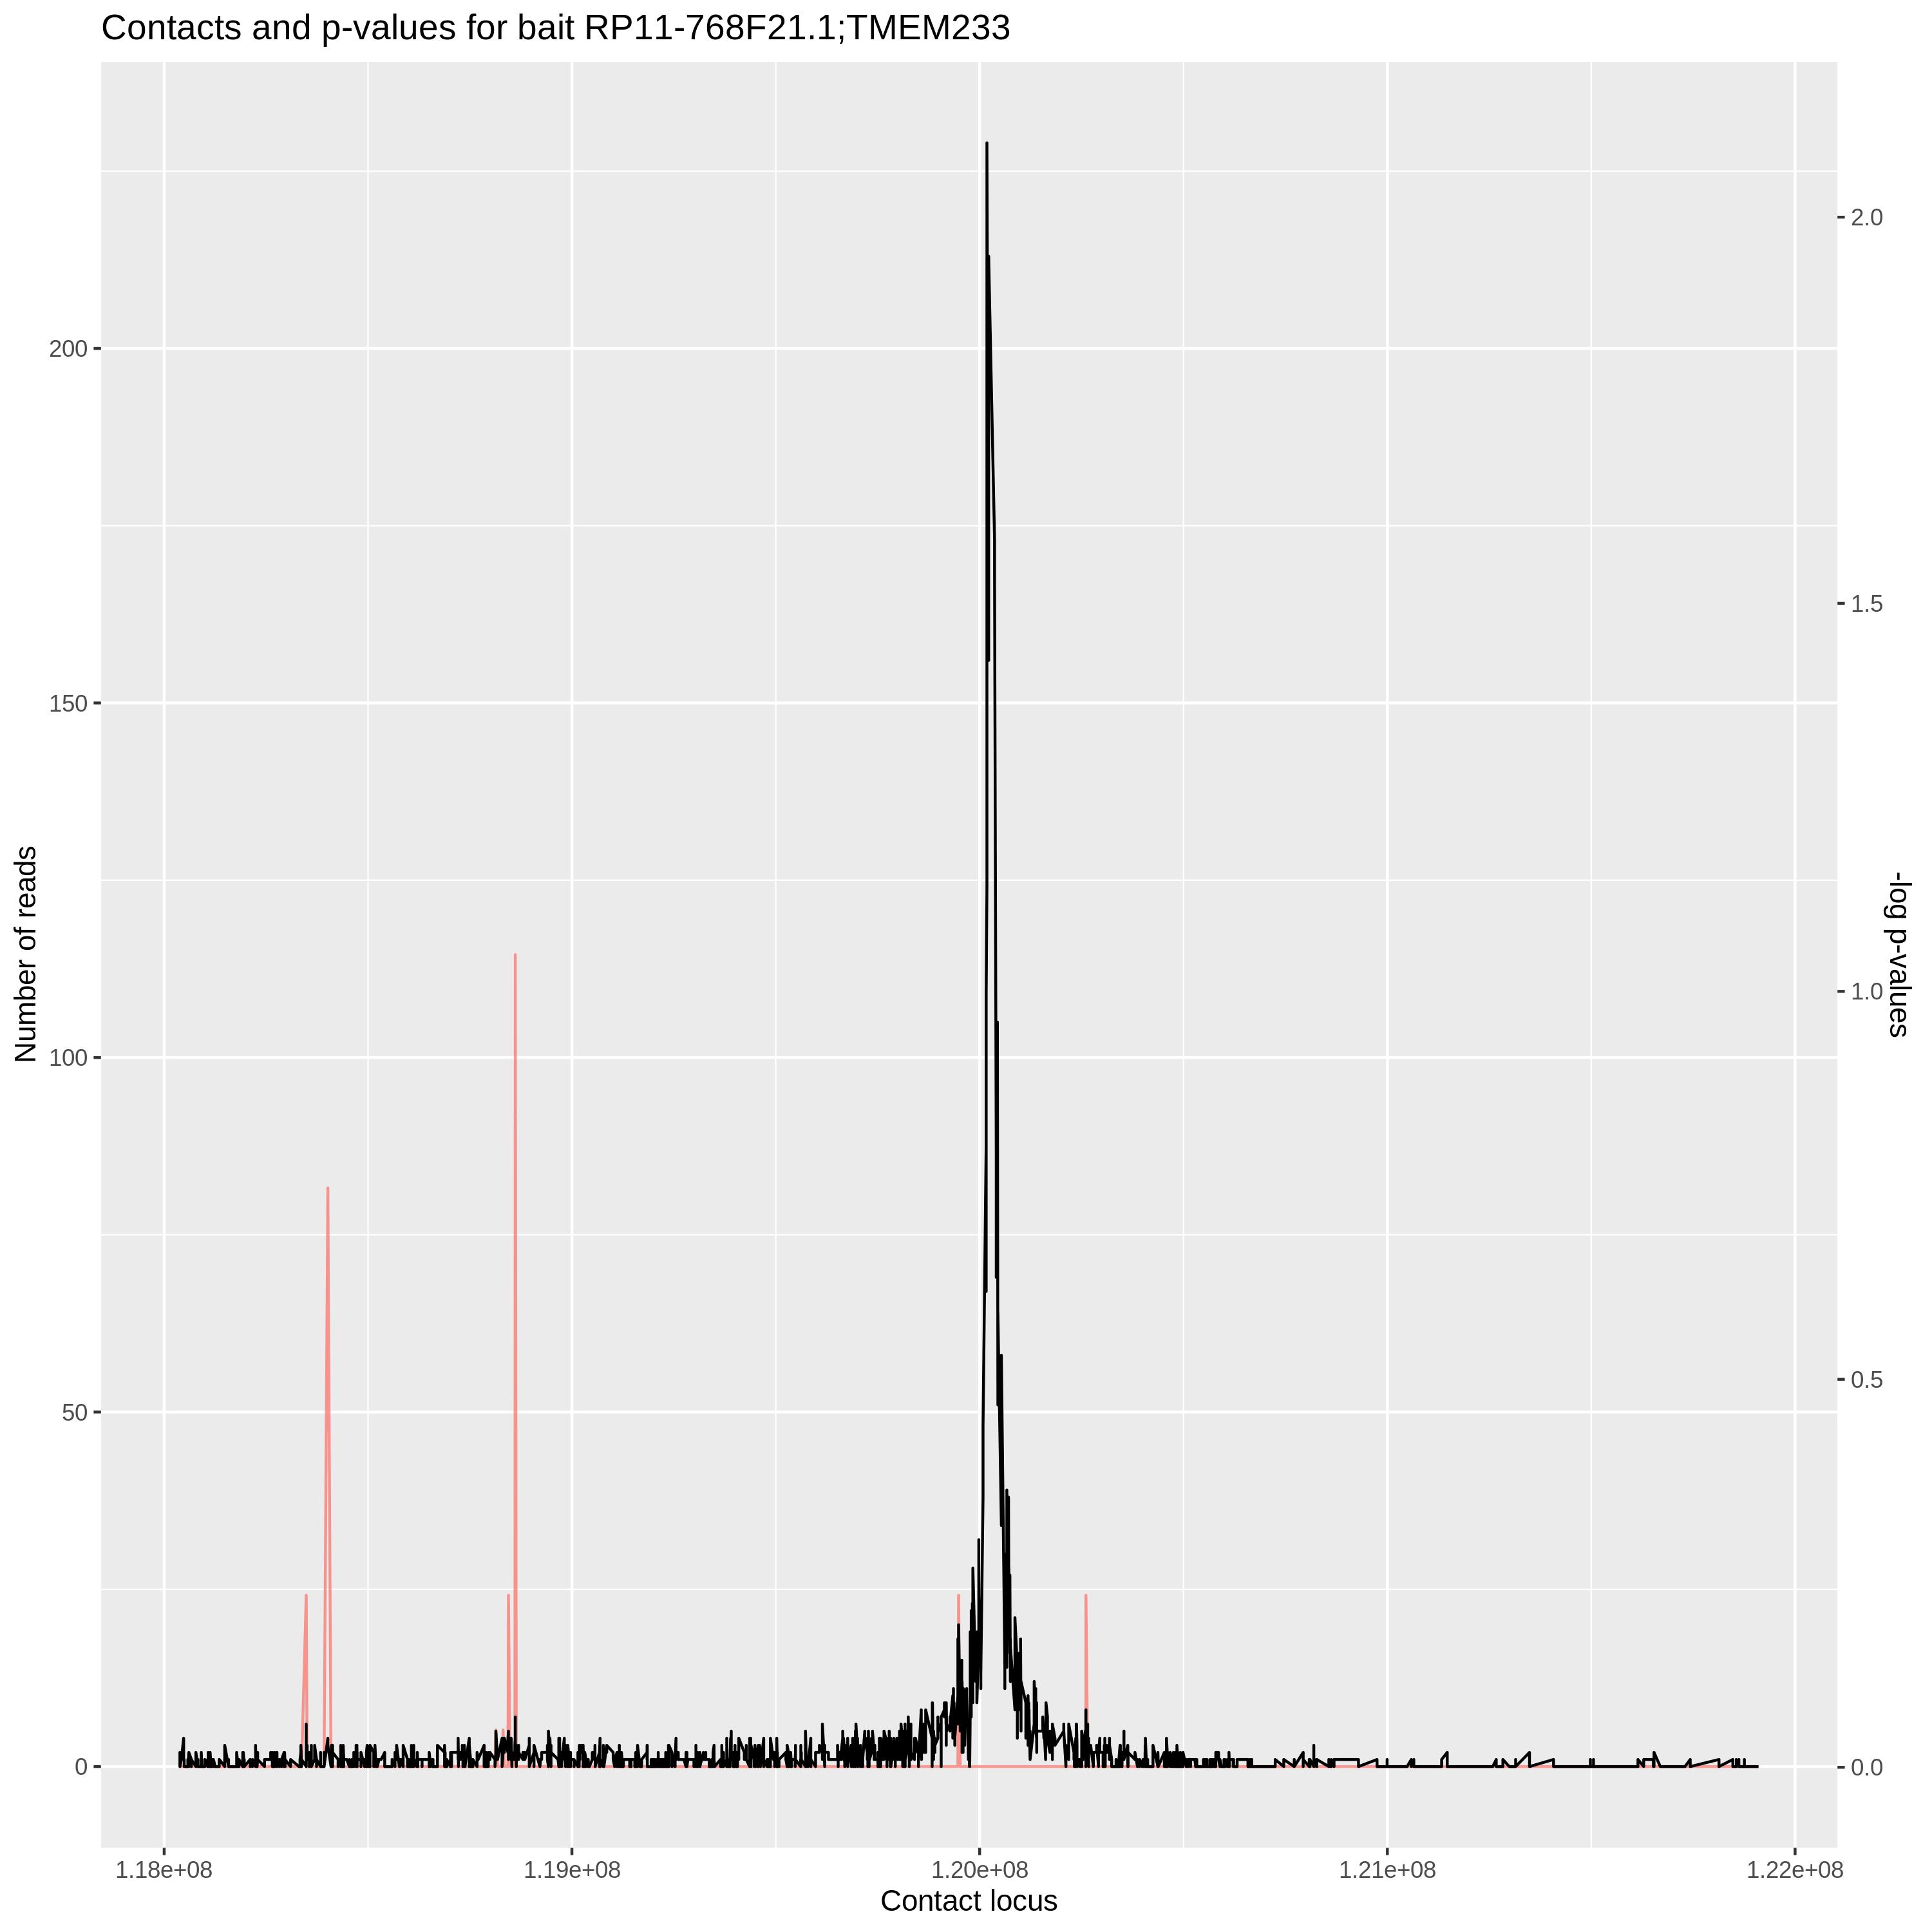 Contacts and p-values for bait RP11-768F21.1;TMEM233
Number of reads
200
150
100
50
0
2.0
1.5
1.0
0.5
0.0
-log p-values
1.18e+08
1.19e+08
1.20e+08
1.21e+08
1.22e+08
Contact locus